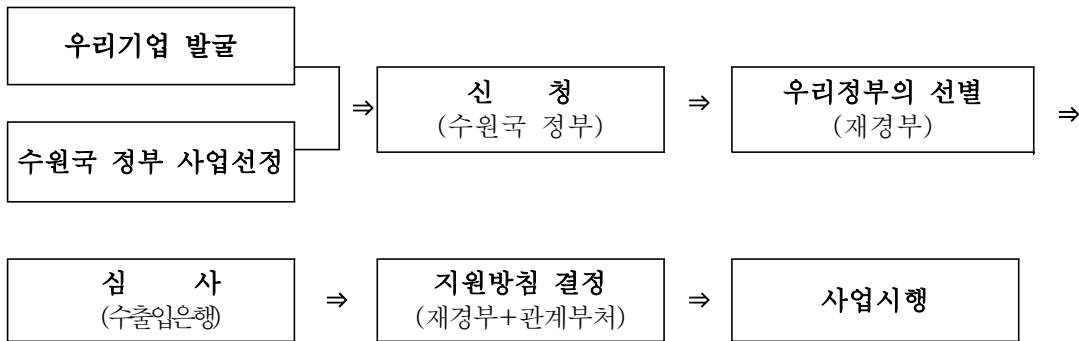 우리기업 발굴
수원국 정부 사업선정
⇒
신 청
(수원국 정부)
⇒
우리정부의 선별
(재경부)
⇒
심 사
(수출입은행)
⇒
지원방침 결정
(재경부+관계부처)
⇒
사업시행